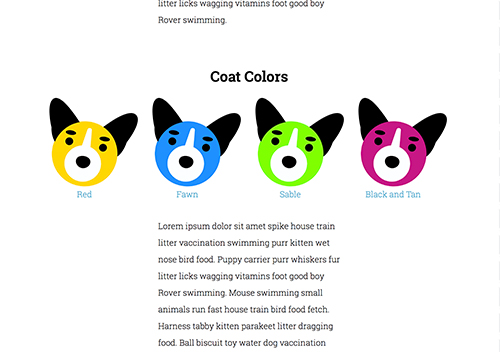 litter licks wagging vitamins foot good boy
Rover swimming.
Coat Colors
Red
Fawn
Sable
Black and Tan
Lorem ipsum dolor sit amet spike house train
litter vaccination swimming purr kitten wet
nose bird food. Puppy carrier purr whiskers fur
litter licks wagging vitamins foot good boy
Rover swimming. Mouse swimming small
animals run fast house train bird food fetch.
Harness tabby kitten parakeet litter dragging
food. Ball biscuit toy water dog vaccination